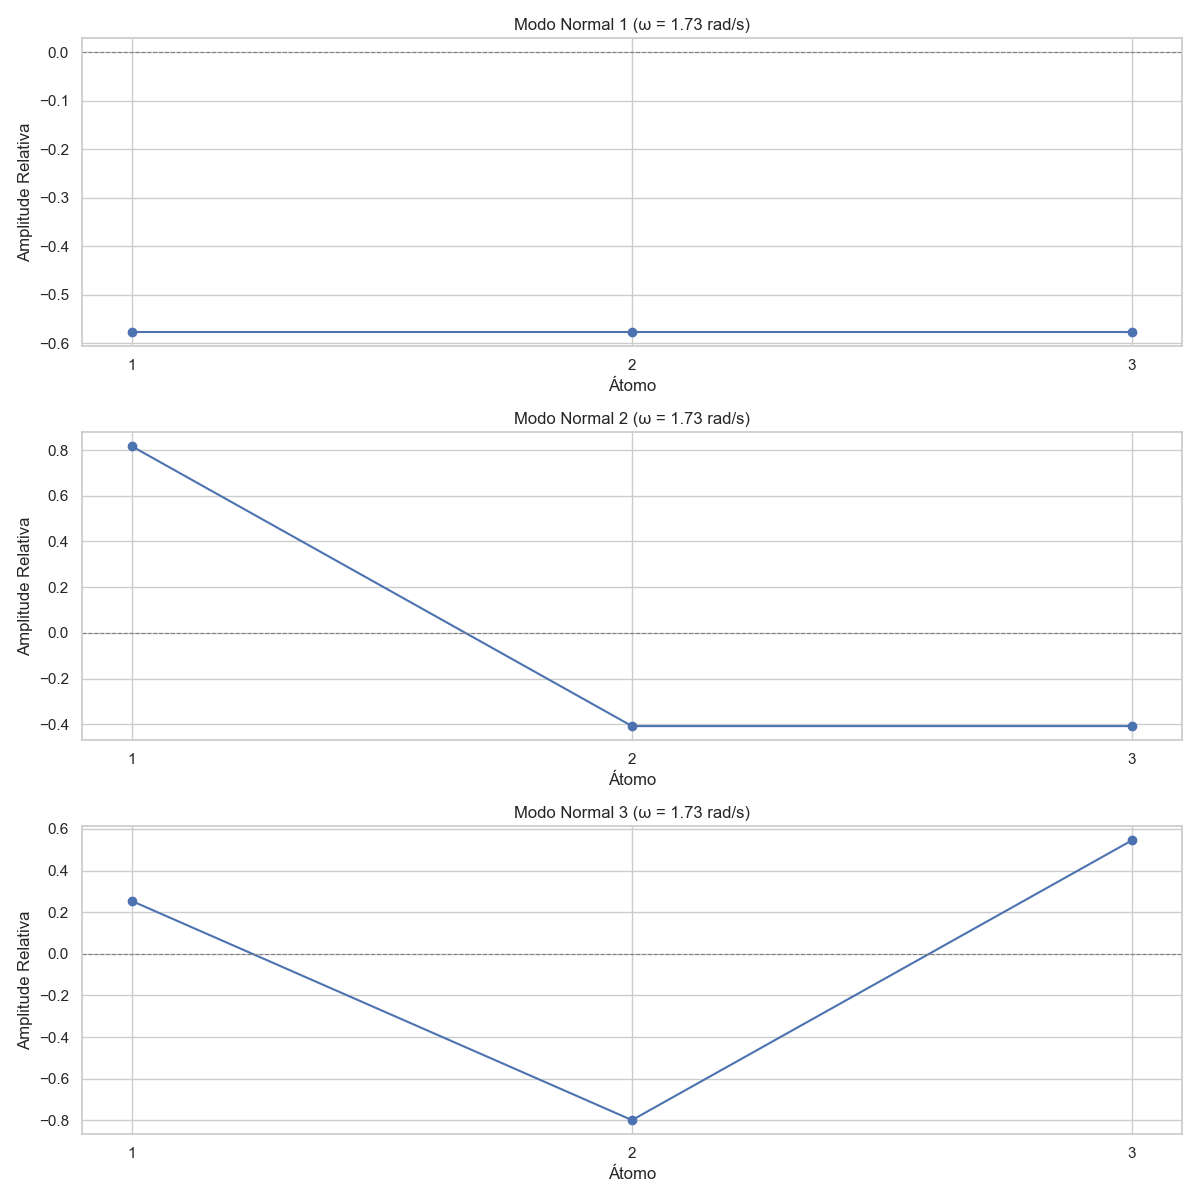 Modo Normal 1 (ω = 1.73 rad/s)
0.0
−0.1
−0.2
−0.3
−0.4
−0.5
−0.6
Amplitude Relativa
1 2 3
Átomo
Modo Normal 2 (ω = 1.73 rad/s)
0.8
0.6
0.4
0.2
0.0
−0.2
−0.4
Amplitude Relativa
1 2 3
Átomo
Modo Normal 3 (ω = 1.73 rad/s)
0.6
0.4
0.2
0.0
−0.2
−0.4
−0.6
−0.8
Amplitude Relativa
1 2 3
Átomo